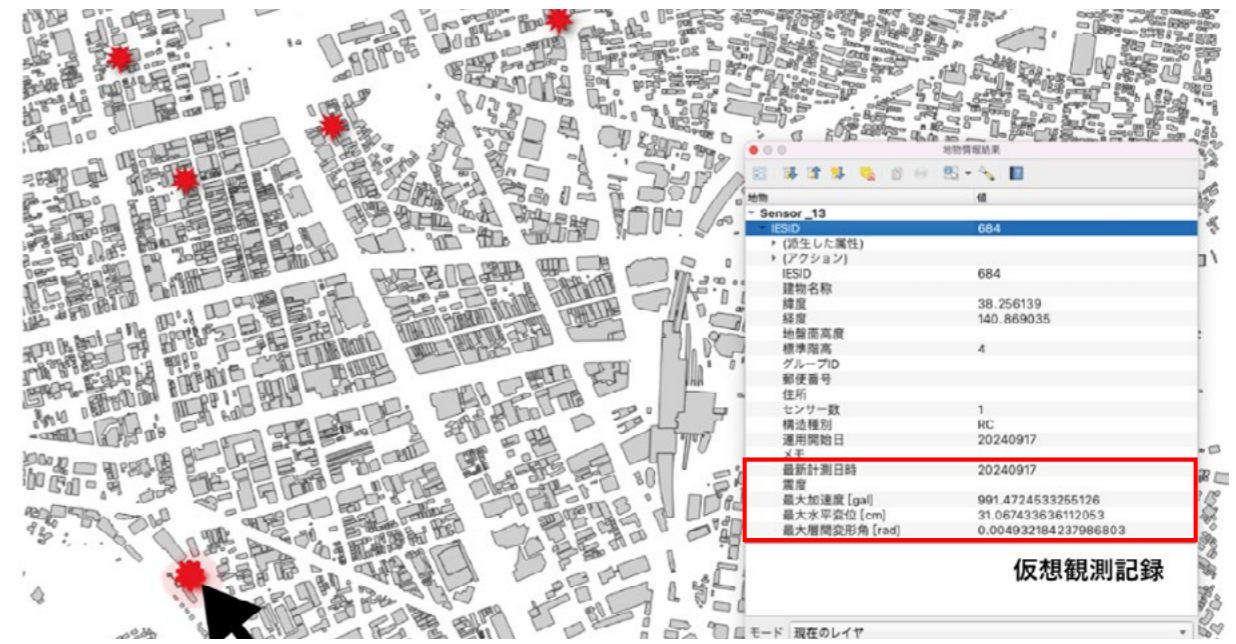 地物情報結果
地物 値
Sensor_13
IESID 684
(派生した属性)
(アクション)
IESID 684
建物名称
緯度 38.256139
経度 140.869035
地盤面高度
標準階高 4
グループID
郵便番号
住所
センサー数 1
構造種別 RC
運用開始日 20240917
メモ
最新計測日時 20240917
震度
最大加速度 [gal] 991.4724533255126
最大水平変位 [cm] 31.067433636112053
最大層間変形角 [rad] 0.004932184237986803
仮想観測記録
モード 現在のレイヤ